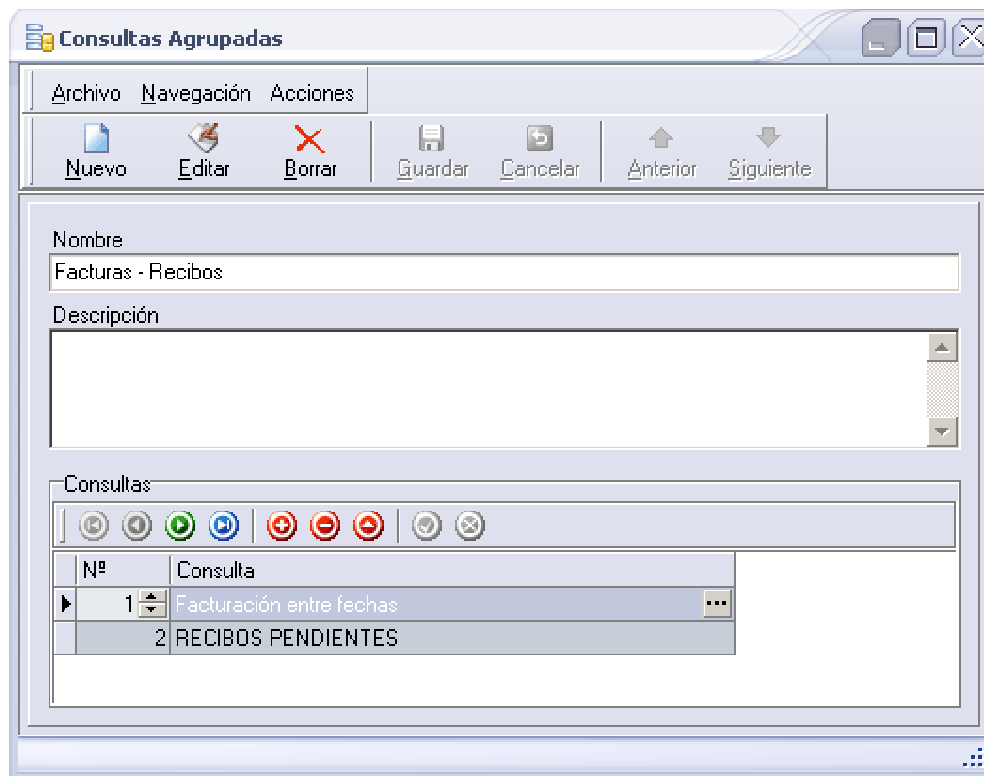 Consultas Agrupadas
Archivo Navegación Acciones
Nuevo Editar Borrar Guardar Cancelar Anterior Siguiente
Nombre
Facturas - Recibos
Descripción
Consultas
Nº Consulta
1 Facturación entre fechas ...
2 RECIBOS PENDIENTES